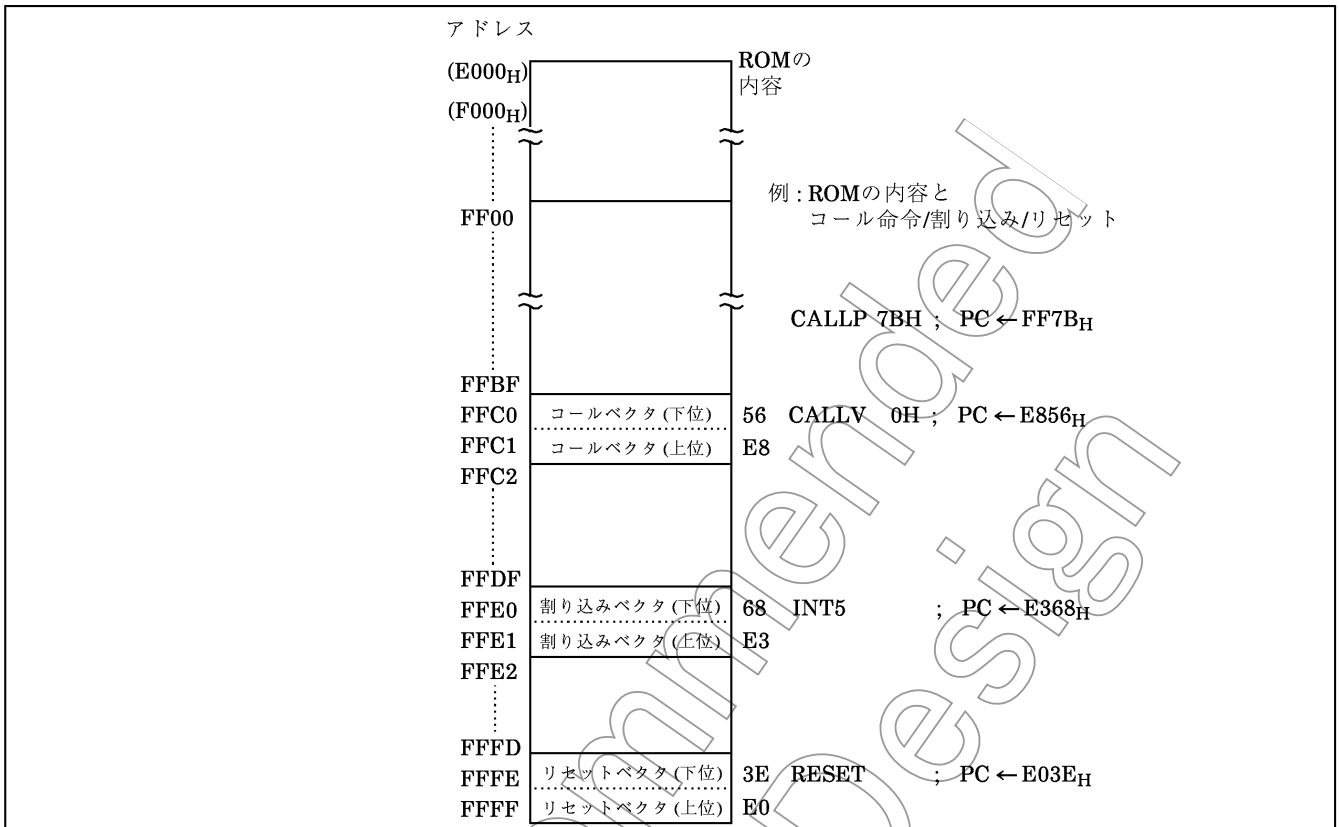 アドレス
(E000H) ROMの
内容
(F000H)
例 : ROMの内容と
コール命令/割り込み/リセット
FF00
CALLP 7BH ; PC ← FF7BH
FFBF
FFC0 コールベクタ (下位) 56 CALLV 0H ; PC ← E856H
FFC1 コールベクタ (上位) E8
FFC2
FFDF
FFE0 割り込みベクタ (下位) 68 INT5 ; PC ← E368H
FFE1 割り込みベクタ (上位) E3
FFE2
FFFD
FFFE リセットベクタ (下位) 3E RESET ; PC ← E03EH
FFFF リセットベクタ (上位) E0
Design